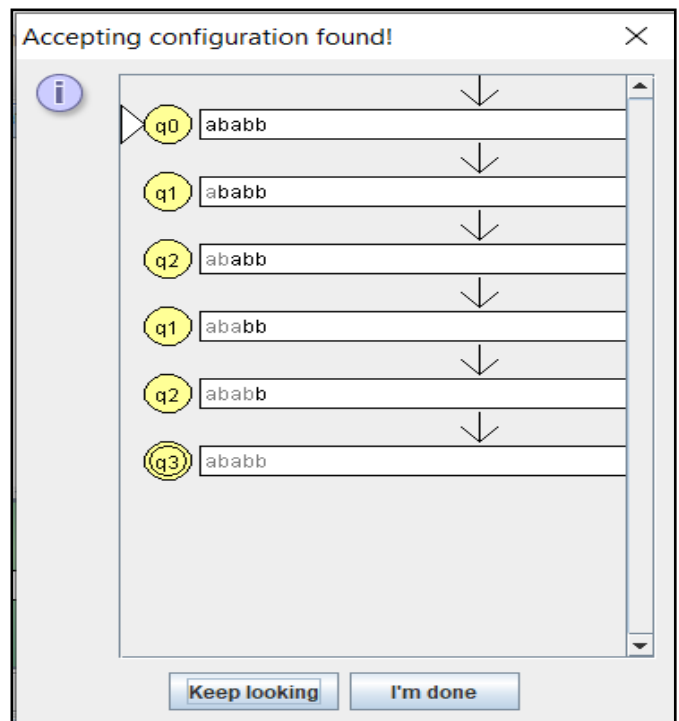 Accepting configuration found!
i
q0 ababb
q1 ababb
q2 ababb
q1 ababb
q2 ababb
q3 ababb
Keep looking I'm done